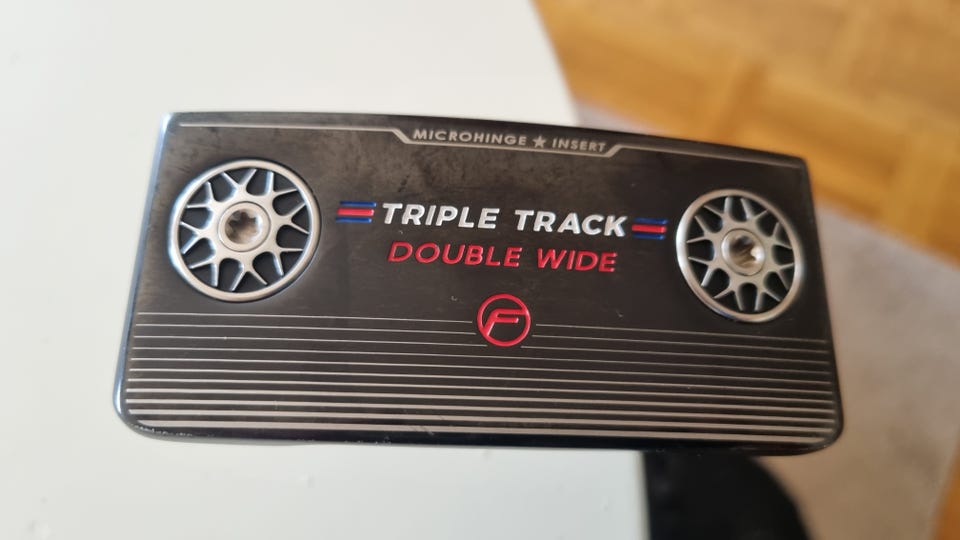 MICROHINGE ★ INSERT
TRIPLE TRACK
DOUBLE WIDE
F